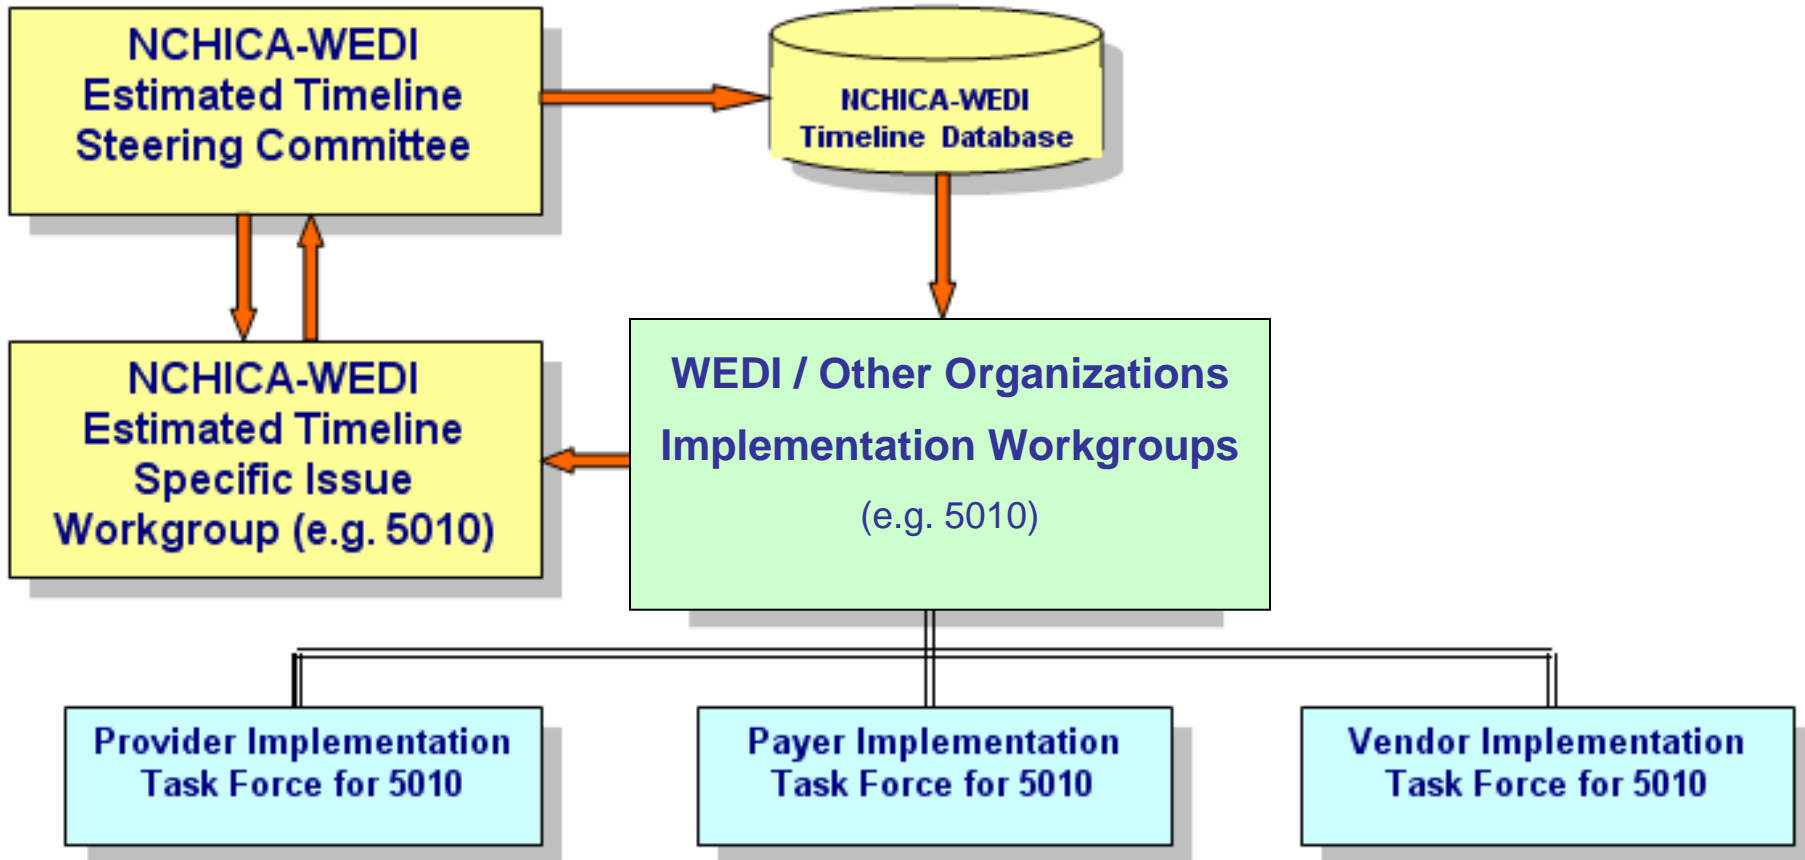 NCHICA-WEDI
Estimated Timeline
Steering Committee
NCHICA-WEDI
Timeline Database
NCHICA-WEDI
Estimated Timeline
Specific Issue
Workgroup (e.g. 5010)
WEDI / Other Organizations
Implementation Workgroups
(e.g. 5010)
Provider Implementation
Task Force for 5010
Payer Implementation
Task Force for 5010
Vendor Implementation
Task Force for 5010